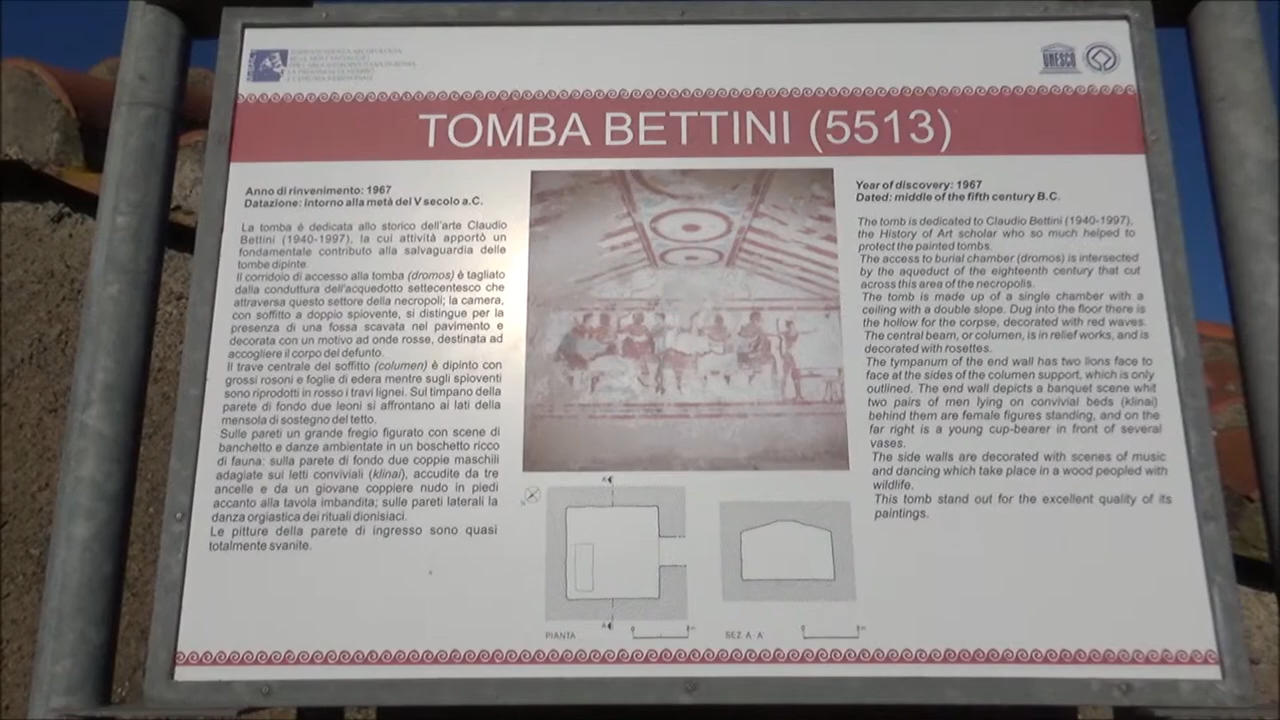 UNESCO
TOMBA BETTINI (5513)
Anno di rinvenimento: 1967
Datazione: intorno alla metà del V secolo a.C.
La tomba è dedicata allo storico dell'arte Claudio
Bettini (1940-1997), la cui attività apportò un
fondamentale contributo alla salvaguardia delle
tombe dipinte.
Il corridoio di accesso alla tomba (dromos) è tagliato
dalla conduttura dell'acquedotto settecentesco che
attraversa questo settore della necropoli; la camera,
con soffitto a doppio spiovente, si distingue per la
presenza di una fossa scavata nel pavimento e
decorata con un motivo ad onde rosse, destinata ad
accogliere il corpo del defunto.
Il trave centrale del soffitto (columen) è dipinto con
grossi rosoni e foglie di edera mentre sugli spioventi
sono riprodotti in rosso i travi lignei. Sul timpano della
parete di fondo due leoni si affrontano ai lati della
mensola di sostegno del tetto.
Sulle pareti un grande fregio figurato con scene di
banchetto e danze ambientate in un boschetto ricco
di fauna: sulla parete di fondo due coppie maschili
adagiate sui letti conviviali (klinai), accudite da tre
ancelle e da un giovane coppiere nudo in piedi
accanto alla tavola imbandita; sulle pareti laterali la
danza orgiastica dei rituali dionisiaci.
Le pitture della parete di ingresso sono quasi
totalmente svanite.
Year of discovery: 1967
Dated: middle of the fifth century B.C.
The tomb is dedicated to Claudio Bettini (1940-1997),
the History of Art scholar who so much helped to
protect the painted tombs.
The access to burial chamber (dromos) is intersected
by the aqueduct of the eighteenth century that cut
across this area of the necropolis.
The tomb is made up of a single chamber with a
ceiling with a double slope. Dug into the floor there is
the hollow for the corpse, decorated with red waves.
The central beam, or columen, is in relief works, and is
decorated with rosettes.
The tympanum of the end wall has two lions face to
face at the sides of the columen support, which is only
outlined. The end wall depicts a banquet scene whit
two pairs of men lying on convivial beds (klinai)
behind them are female figures standing, and on the
far right is a young cup-bearer in front of several
vases.
The side walls are decorated with scenes of music
and dancing which take place in a wood peopled with
wildlife.
This tomb stand out for the excellent quality of its
paintings.
A
N
A
PIANTA
0 m
SEZ. A-A'
0 m